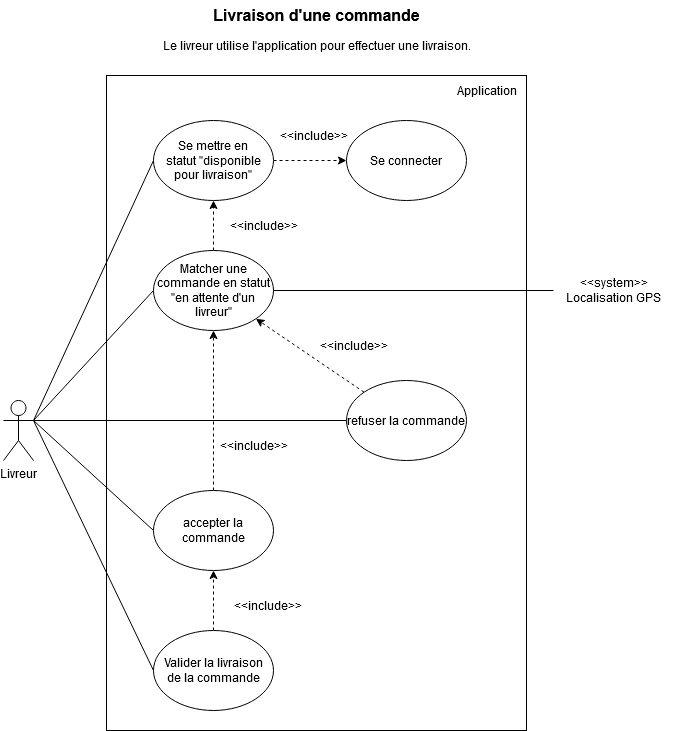 Livraison d'une commande
Le livreur utilise l'application pour effectuer une livraison.
Application
Se mettre en
statut "disponible
pour livraison"
<<include>>
Se connecter
<<include>>
Matcher une
commande en statut
"en attente d'un
livreur"
<<system>>
Localisation GPS
<<include>>
refuser la commande
Livreur
<<include>>
accepter la
commande
<<include>>
Valider la livraison
de la commande